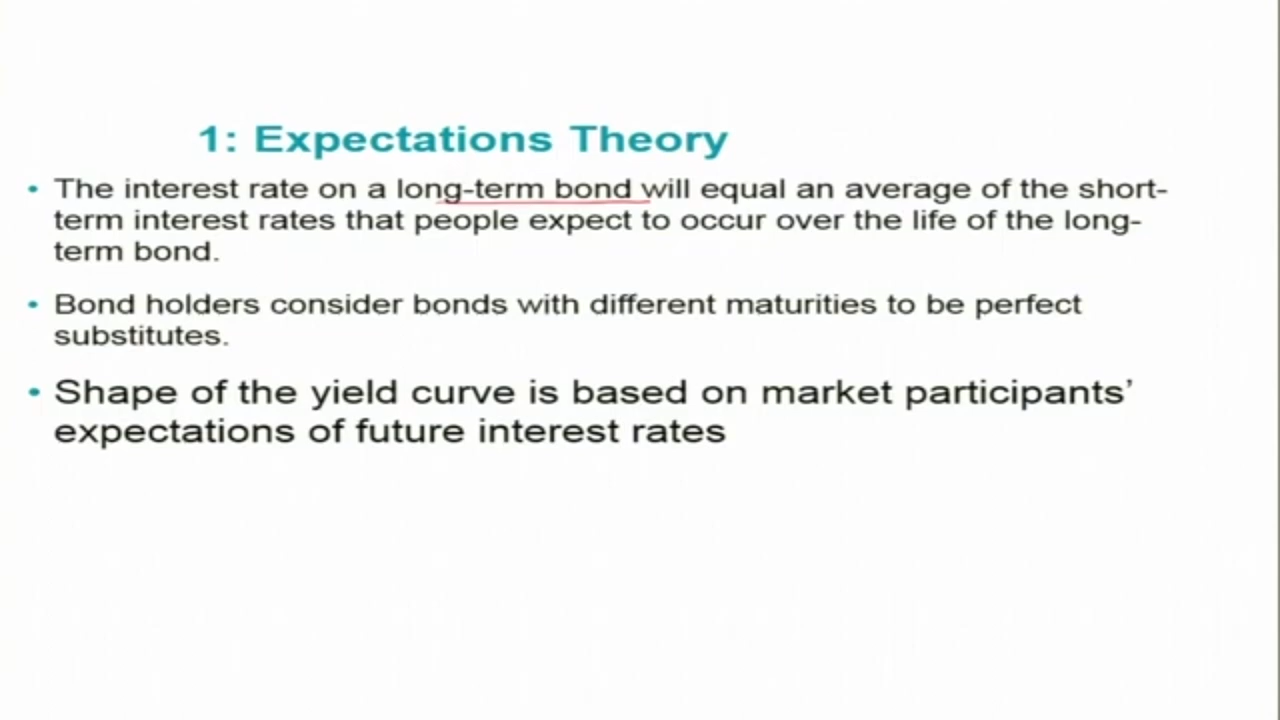 1: Expectations Theory
• The interest rate on a long-term bond will equal an average of the short-
term interest rates that people expect to occur over the life of the long-
term bond.
• Bond holders consider bonds with different maturities to be perfect
substitutes.
• Shape of the yield curve is based on market participants’
expectations of future interest rates